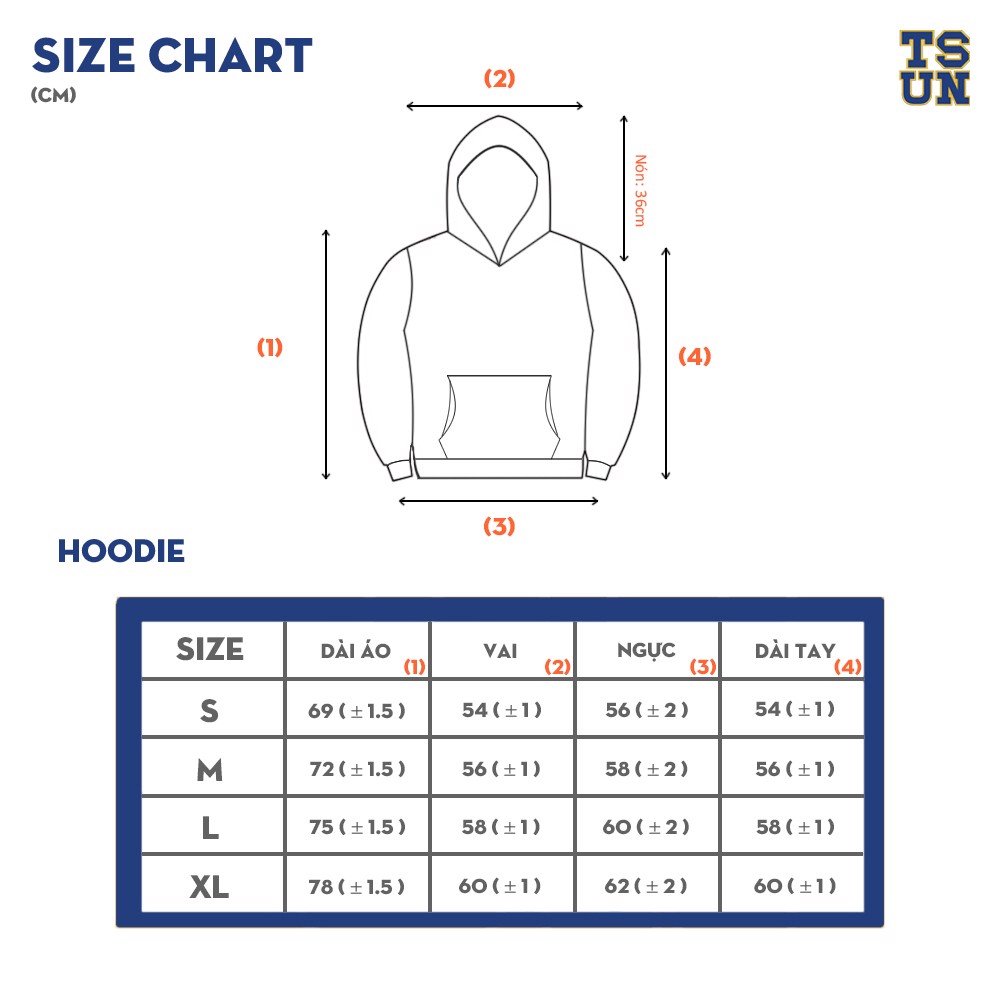 SIZE CHART
(CM)
TS
UN
(2)
Nón: 36cm
(1)
(4)
(3)
HOODIE
SIZE DÀI ÁO (1) VAI (2) NGỰC (3) DÀI TAY (4)
S 69 ( ± 1.5 ) 54 ( ± 1 ) 56 ( ± 2 ) 54 ( ± 1 )
M 72 ( ± 1.5 ) 56 ( ± 1 ) 58 ( ± 2 ) 56 ( ± 1 )
L 75 ( ± 1.5 ) 58 ( ± 1 ) 60 ( ± 2 ) 58 ( ± 1 )
XL 78 ( ± 1.5 ) 60 ( ± 1 ) 62 ( ± 2 ) 60 ( ± 1 )